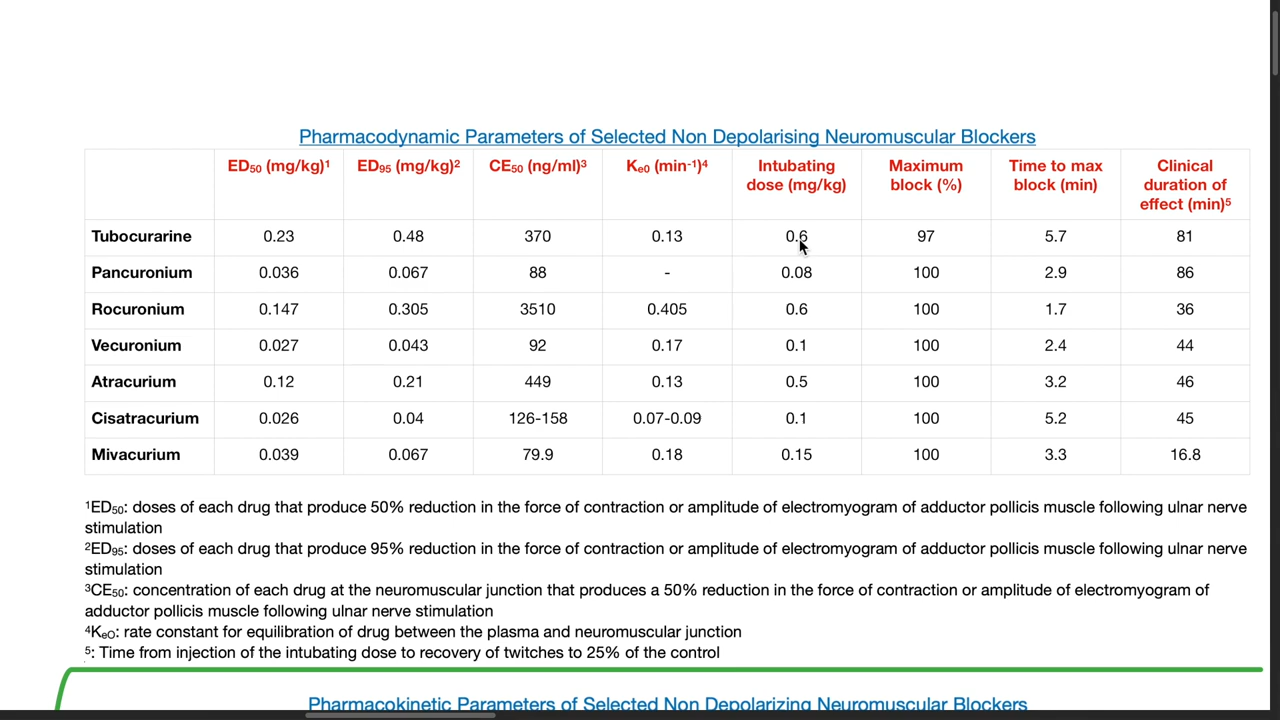 Pharmacodynamic Parameters of Selected Non Depolarising Neuromuscular Blockers
ED50 (mg/kg)¹ ED95 (mg/kg)² CE50 (ng/ml)³ Ke0 (min⁻¹)⁴ Intubating dose (mg/kg) Maximum block (%) Time to max block (min) Clinical duration of effect (min)⁵
Tubocurarine 0.23 0.48 370 0.13 0.6 97 5.7 81
Pancuronium 0.036 0.067 88 - 0.08 100 2.9 86
Rocuronium 0.147 0.305 3510 0.405 0.6 100 1.7 36
Vecuronium 0.027 0.043 92 0.17 0.1 100 2.4 44
Atracurium 0.12 0.21 449 0.13 0.5 100 3.2 46
Cisatracurium 0.026 0.04 126-158 0.07-0.09 0.1 100 5.2 45
Mivacurium 0.039 0.067 79.9 0.18 0.15 100 3.3 16.8
¹ED50: doses of each drug that produce 50% reduction in the force of contraction or amplitude of electromyogram of adductor pollicis muscle following ulnar nerve
stimulation
²ED95: doses of each drug that produce 95% reduction in the force of contraction or amplitude of electromyogram of adductor pollicis muscle following ulnar nerve
stimulation
³CE50: concentration of each drug at the neuromuscular junction that produces a 50% reduction in the force of contraction or amplitude of electromyogram of
adductor pollicis muscle following ulnar nerve stimulation
⁴KeO: rate constant for equilibration of drug between the plasma and neuromuscular junction
⁵: Time from injection of the intubating dose to recovery of twitches to 25% of the control
Pharmacokinetic Parameters of Selected Non Depolarizing Neuromuscular Blockers